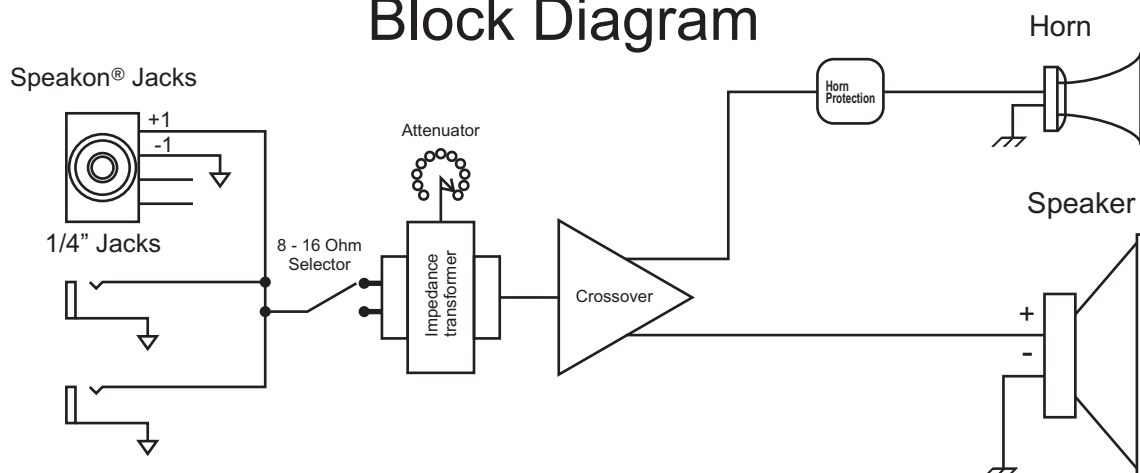 Block Diagram
Horn
Speakon® Jacks
+1
-1
Attenuator
Horn
Protection
1/4” Jacks
8 - 16 Ohm
Selector
Impedance
transformer
Crossover
Speaker
+
-